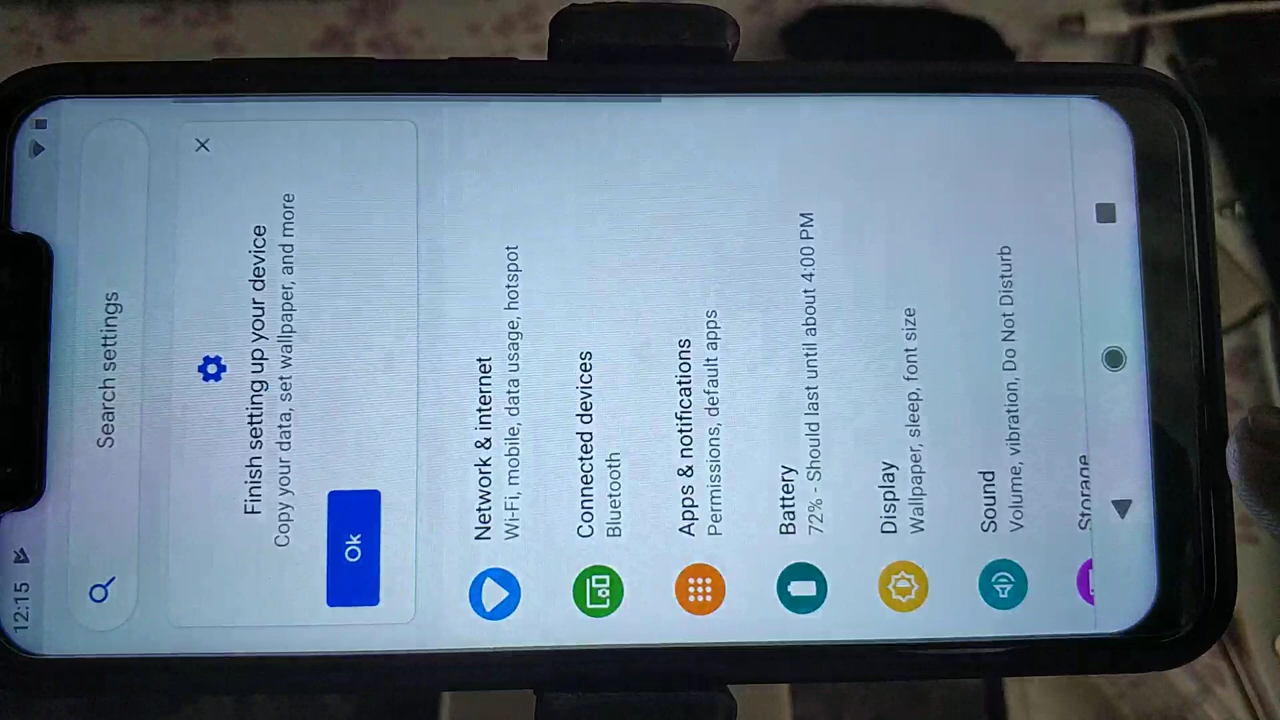 12:15
Search settings
Finish setting up your device
Copy your data, set wallpaper, and more
Ok
Network & internet
Wi-Fi, mobile, data usage, hotspot
Connected devices
Bluetooth
Apps & notifications
Permissions, default apps
Battery
72% - Should last until about 4:00 PM
Display
Wallpaper, sleep, font size
Sound
Volume, vibration, Do Not Disturb
Storage